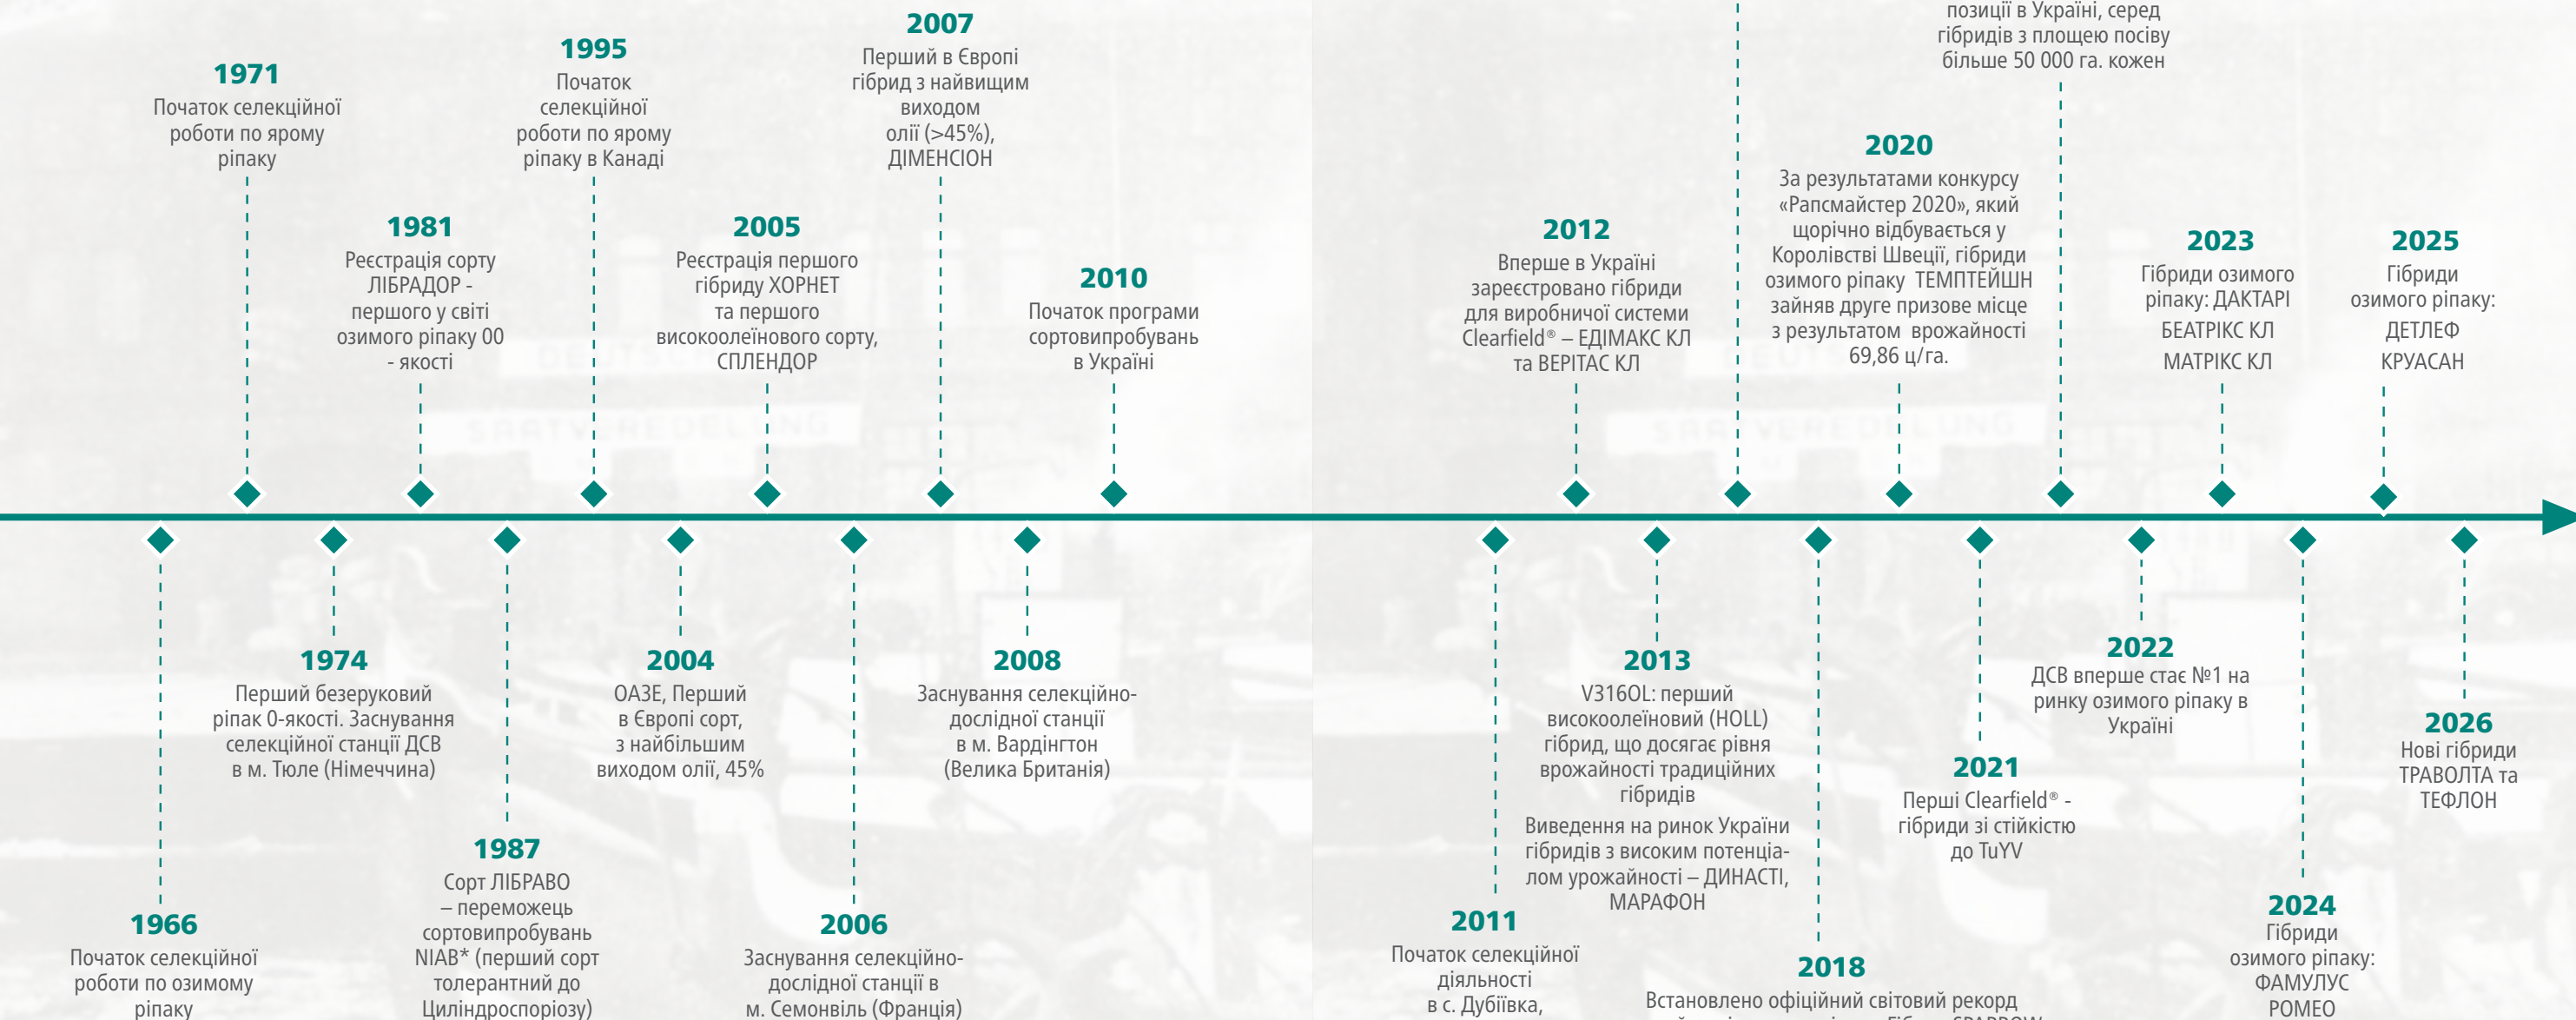 1971
Початок селекційної
роботи по ярому
ріпаку
1981
Реєстрація сорту
ЛІБРАДОР -
першого у світі
озимого ріпаку 00
- якості
1995
Початок
селекційної
роботи по ярому
ріпаку в Канаді
2005
Реєстрація першого
гібриду ХОРНЕТ
та першого
високоолеїнового сорту,
СПЛЕНДОР
2007
Перший в Європі
гібрид з найвищим
виходом
олії (>45%),
ДІМЕНСІОН
2010
Початок програми
сортовипробувань
в Україні
2012
Вперше в Україні
зареєстровано гібриди
для виробничої системи
Clearfield® – ЕДІМАКС КЛ
та ВЕРІТАС КЛ
2020
За результатами конкурсу
«Рапсмайстер 2020», який
щорічно відбувається у
Королівстві Швеції, гібриди
озимого ріпаку ТЕМПТЕЙШН
зайняв друге призове місце
з результатом врожайності
69,86 ц/га.
позиції в Україні, серед
гібридів з площею посіву
більше 50 000 га. кожен
2023
Гібриди озимого
ріпаку: ДАКТАРІ
БЕАТРІКС КЛ
МАТРІКС КЛ
2025
Гібриди
озимого ріпаку:
ДЕТЛЕФ
КРУАСАН
SAATVEREDELUNG
SAATVEREDELUNG
1966
Початок селекційної
роботи по озимому
ріпаку
1974
Перший безеруковий
ріпак 0-якості. Заснування
селекційної станції ДСВ
в м. Тюле (Німеччина)
1987
Сорт ЛІБРАВО
– переможець
сортовипробувань
NIAB* (перший сорт
толерантний до
Циліндроспоріозу)
2004
ОАЗЕ, Перший
в Європі сорт,
з найбільшим
виходом олії, 45%
2006
Заснування селекційно-
дослідної станції в
м. Семонвіль (Франція)
2008
Заснування селекційно-
дослідної станції
в м. Вардінгтон
(Велика Британія)
2011
Початок селекційної
діяльності
в с. Дубіївка,
2013
V316OL: перший
високоолеїновий (HOLL)
гібрид, що досягає рівня
врожайності традиційних
гібридів
Виведення на ринок України
гібридів з високим потенціа-
лом урожайності – ДИНАСТІ,
МАРАФОН
2018
Встановлено офіційний світовий рекорд
2021
Перші Clearfield® -
гібриди зі стійкістю
до TuYV
2022
ДСВ вперше стає №1 на
ринку озимого ріпаку в
Україні
2024
Гібриди
озимого ріпаку:
ФАМУЛУС
РОМЕО
2026
Нові гібриди
ТРАВОЛТА та
ТЕФЛОН